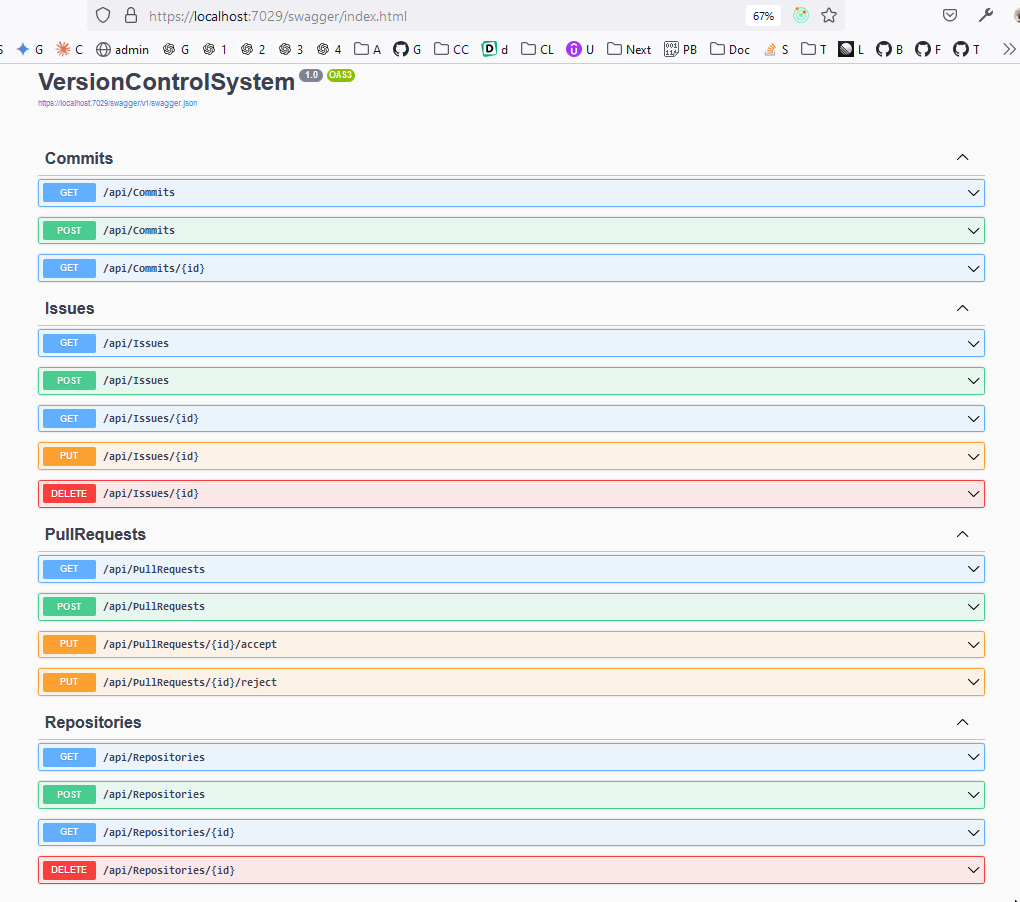 https://localhost:7029/swagger/index.html 67%
S G C admin G 1 2 3 4 A G CC D d CL U Next PB Doc S T L B F T
VersionControlSystem 1.0 OAS3
https://localhost:7029/swagger/v1/swagger.json
Commits
GET /api/Commits
POST /api/Commits
GET /api/Commits/{id}
Issues
GET /api/Issues
POST /api/Issues
GET /api/Issues/{id}
PUT /api/Issues/{id}
DELETE /api/Issues/{id}
PullRequests
GET /api/PullRequests
POST /api/PullRequests
PUT /api/PullRequests/{id}/accept
PUT /api/PullRequests/{id}/reject
Repositories
GET /api/Repositories
POST /api/Repositories
GET /api/Repositories/{id}
DELETE /api/Repositories/{id}